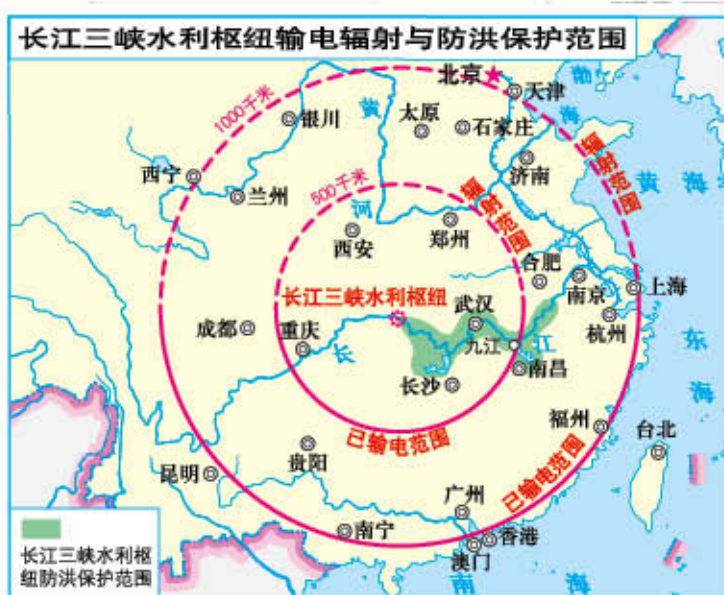 长江三峡水利枢纽输电辐射与防洪保护范围
北京
天津
渤
海
1000千米
银川
黄
太原
石家庄
辐射范围
西宁
兰州
500千米
济南
黄 海
河
辐射范围
西安
郑州
合肥
南京
上海
长江三峡水利枢纽
武汉
杭州
成都
重庆
九江
江
东
海
长
长沙
南昌
已输电范围
福州
台北
贵阳
已输电范围
昆明
广州
南宁
香港
澳门
南 海
长江三峡水利枢
纽防洪保护范围